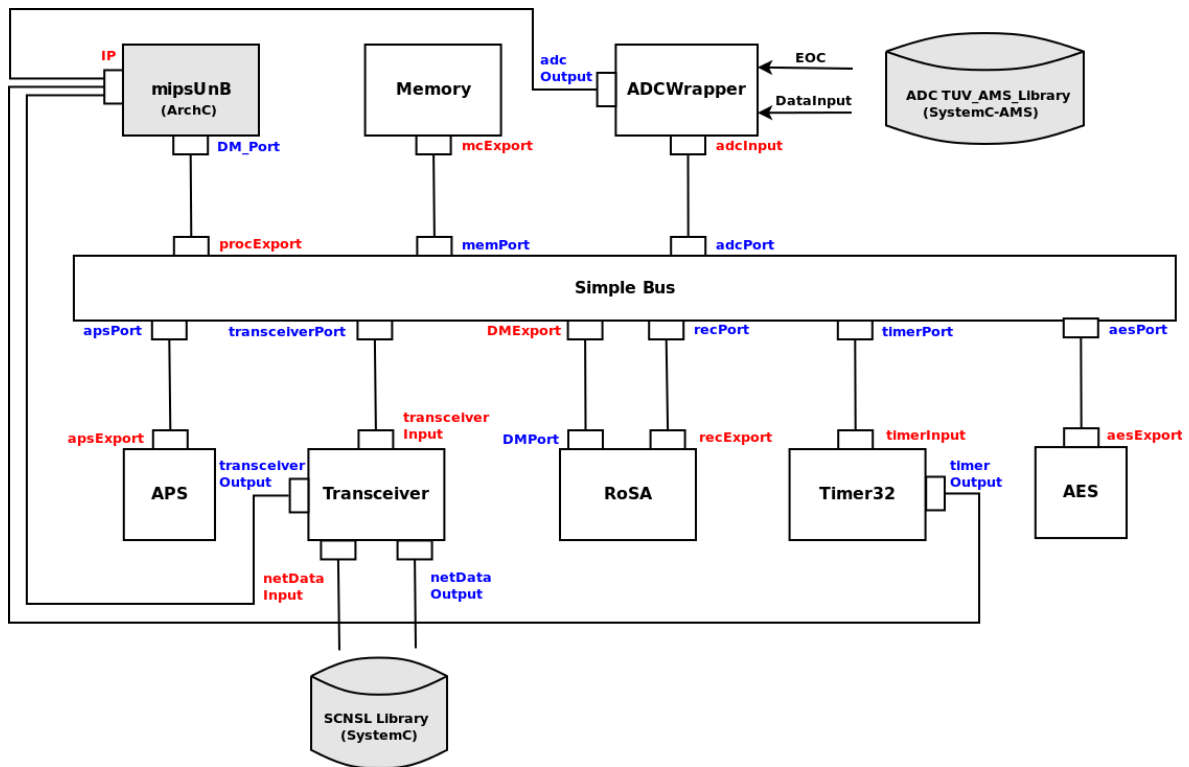 IP
mipsUnB
(ArchC)
DM_Port
Memory
mcExport
adc
Output
ADCWrapper
adcInput
EOC
DataInput
ADC TUV_AMS_Library
(SystemC-AMS)
procExport
memPort
adcPort
Simple Bus
apsPort
transceiverPort
DMExport
recPort
timerPort
aesPort
apsExport
transceiver
Input
DMPort
recExport
timerInput
aesExport
transceiver
Output
timer
Output
APS
Transceiver
RoSA
Timer32
AES
netData
Input
netData
Output
SCNSL Library
(SystemC)